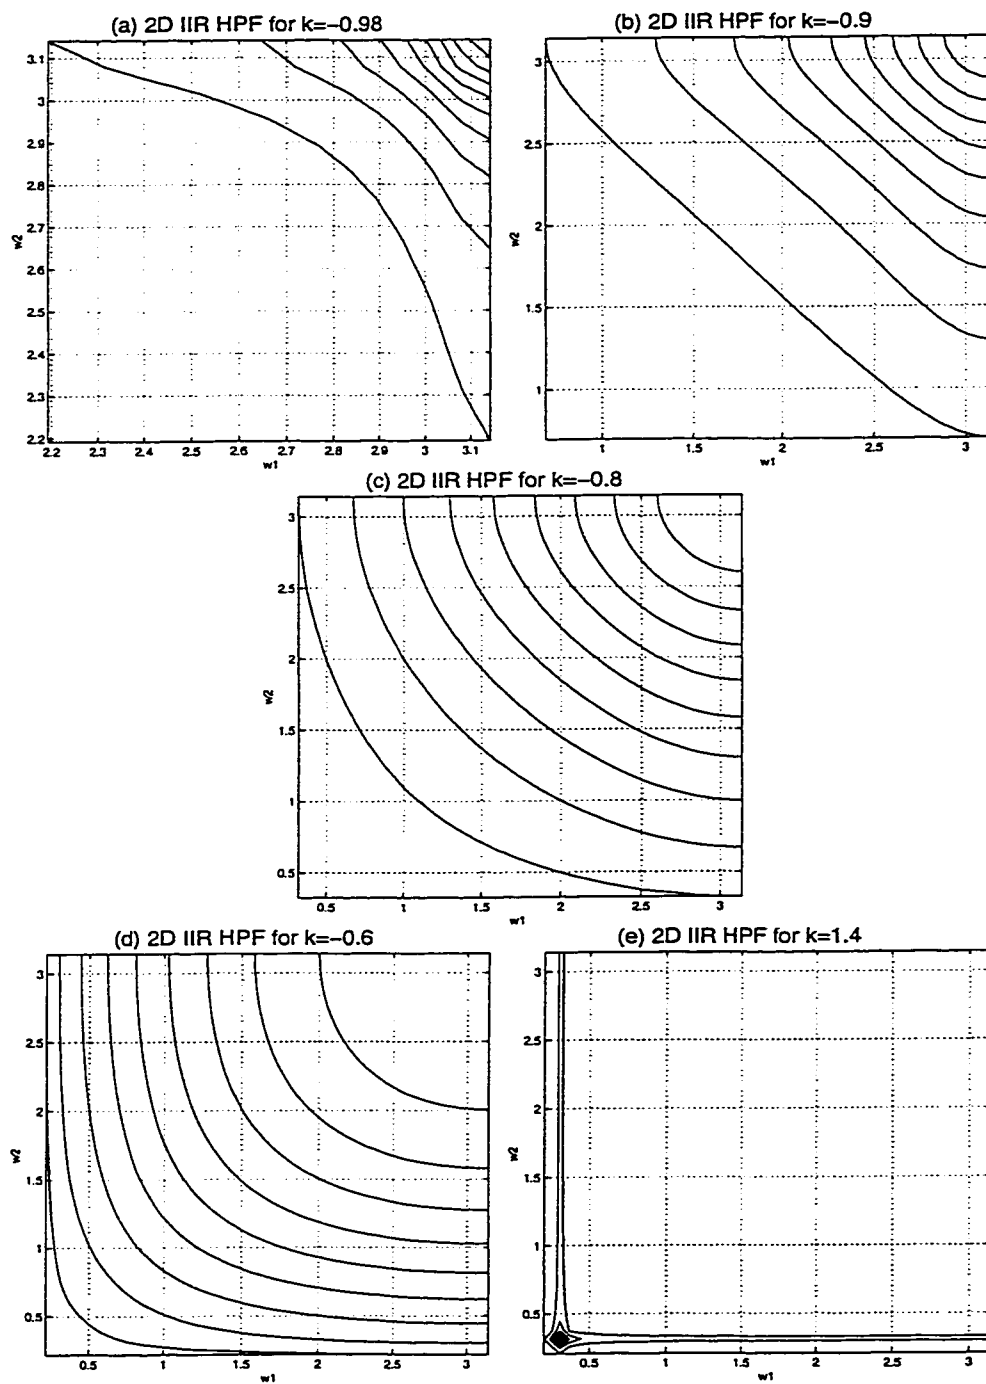 (a) 2D IIR HPF for k=−0.98
3.1
3
2.9
2.8
2.7
2.6
2.5
2.4
2.3
2.2
w2
2.2 2.3 2.4 2.5 2.6 2.7 2.8 2.9 3 3.1
w1
(b) 2D IIR HPF for k=−0.9
3
2.5
2
1.5
1
w2
1 1.5 2 2.5 3
w1
(c) 2D IIR HPF for k=−0.8
3
2.5
2
1.5
1
0.5
w2
0.5 1 1.5 2 2.5 3
w1
(d) 2D IIR HPF for k=−0.6
3
2.5
2
1.5
1
0.5
w2
0.5 1 1.5 2 2.5 3
w1
(e) 2D IIR HPF for k=1.4
3
2.5
2
1.5
1
0.5
w2
0.5 1 1.5 2 2.5 3
w1